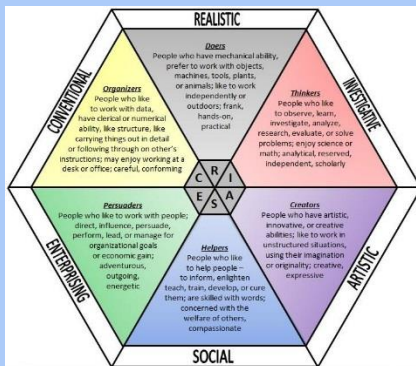 REALISTIC
Doers
People who have mechanical ability,
prefer to work with objects,
machines, tools, plants,
or animals; like to work
independently or
outdoors; frank,
hands-on,
practical
INVESTIGATIVE
Thinkers
People who like
to observe, learn,
investigate, analyze,
research, evaluate, or solve
problems; enjoy science or
math; analytical, reserved,
independent, scholarly
ARTISTIC
Creators
People who have artistic,
innovative, or creative
abilities; like to work in
unstructured situations,
using their imagination
or originality; creative,
expressive
SOCIAL
Helpers
People who like
to help people –
to inform, enlighten
teach, train, develop, or cure
them; are skilled with words;
concerned with the
welfare of others,
compassionate
ENTERPRISING
Persuaders
People who like to work with people;
direct, influence, persuade,
perform, lead, or manage for
organizational goals
or economic gain;
adventurous,
outgoing,
energetic
CONVENTIONAL
Organizers
People who like
to work with data,
have clerical or numerical
ability, like structure, like
carrying things out in detail
or following through on other's
instructions; may enjoy working at a
desk or office; careful, conforming
R
I
A
S
E
C